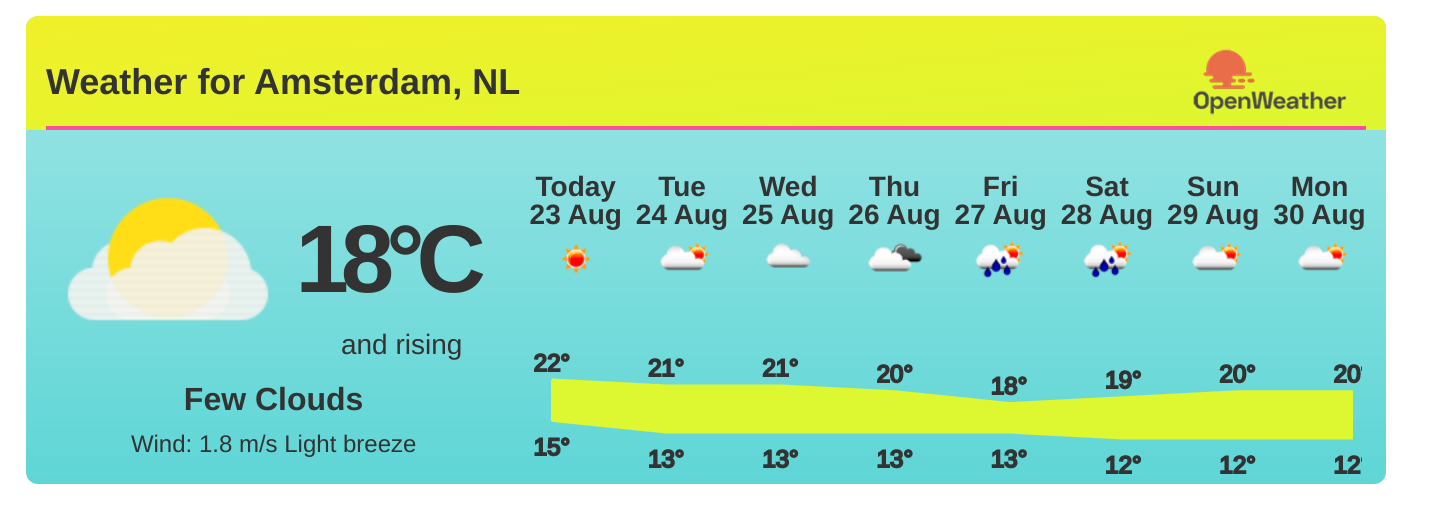 Weather for Amsterdam, NL
OpenWeather
18°C
and rising
Few Clouds
Wind: 1.8 m/s Light breeze
Today Tue Wed Thu Fri Sat Sun Mon
23 Aug 24 Aug 25 Aug 26 Aug 27 Aug 28 Aug 29 Aug 30 Aug
22° 21° 21° 20° 18° 19° 20° 20°
15° 13° 13° 13° 13° 12° 12° 12